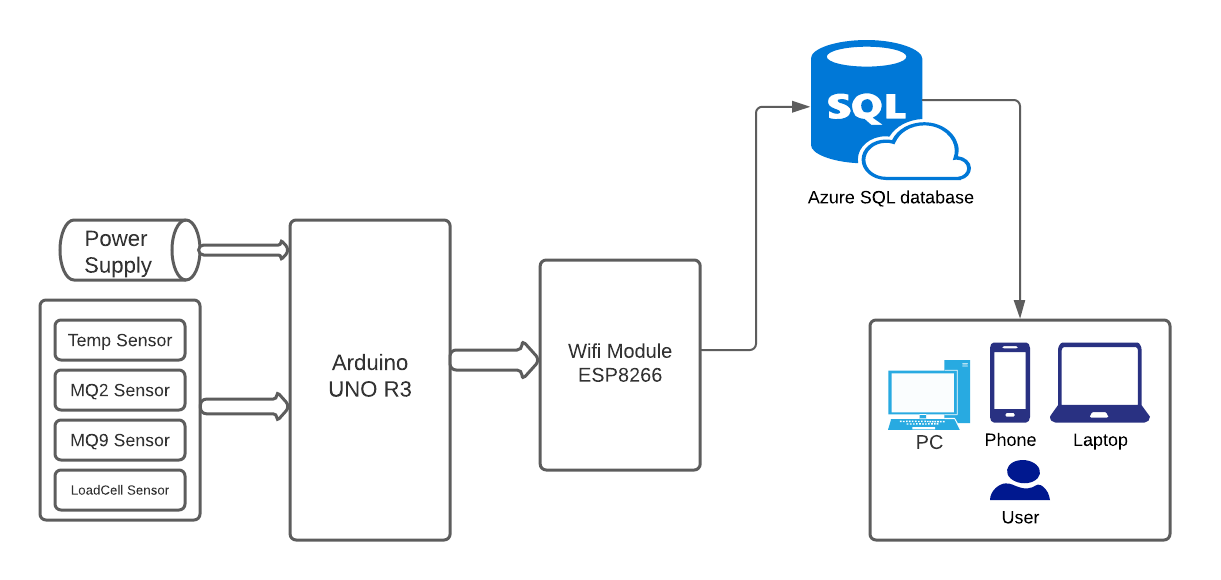 SQL
Azure SQL database
Power
Supply
Temp Sensor
MQ2 Sensor
MQ9 Sensor
LoadCell Sensor
Arduino
UNO R3
Wifi Module
ESP8266
PC
Phone
Laptop
User